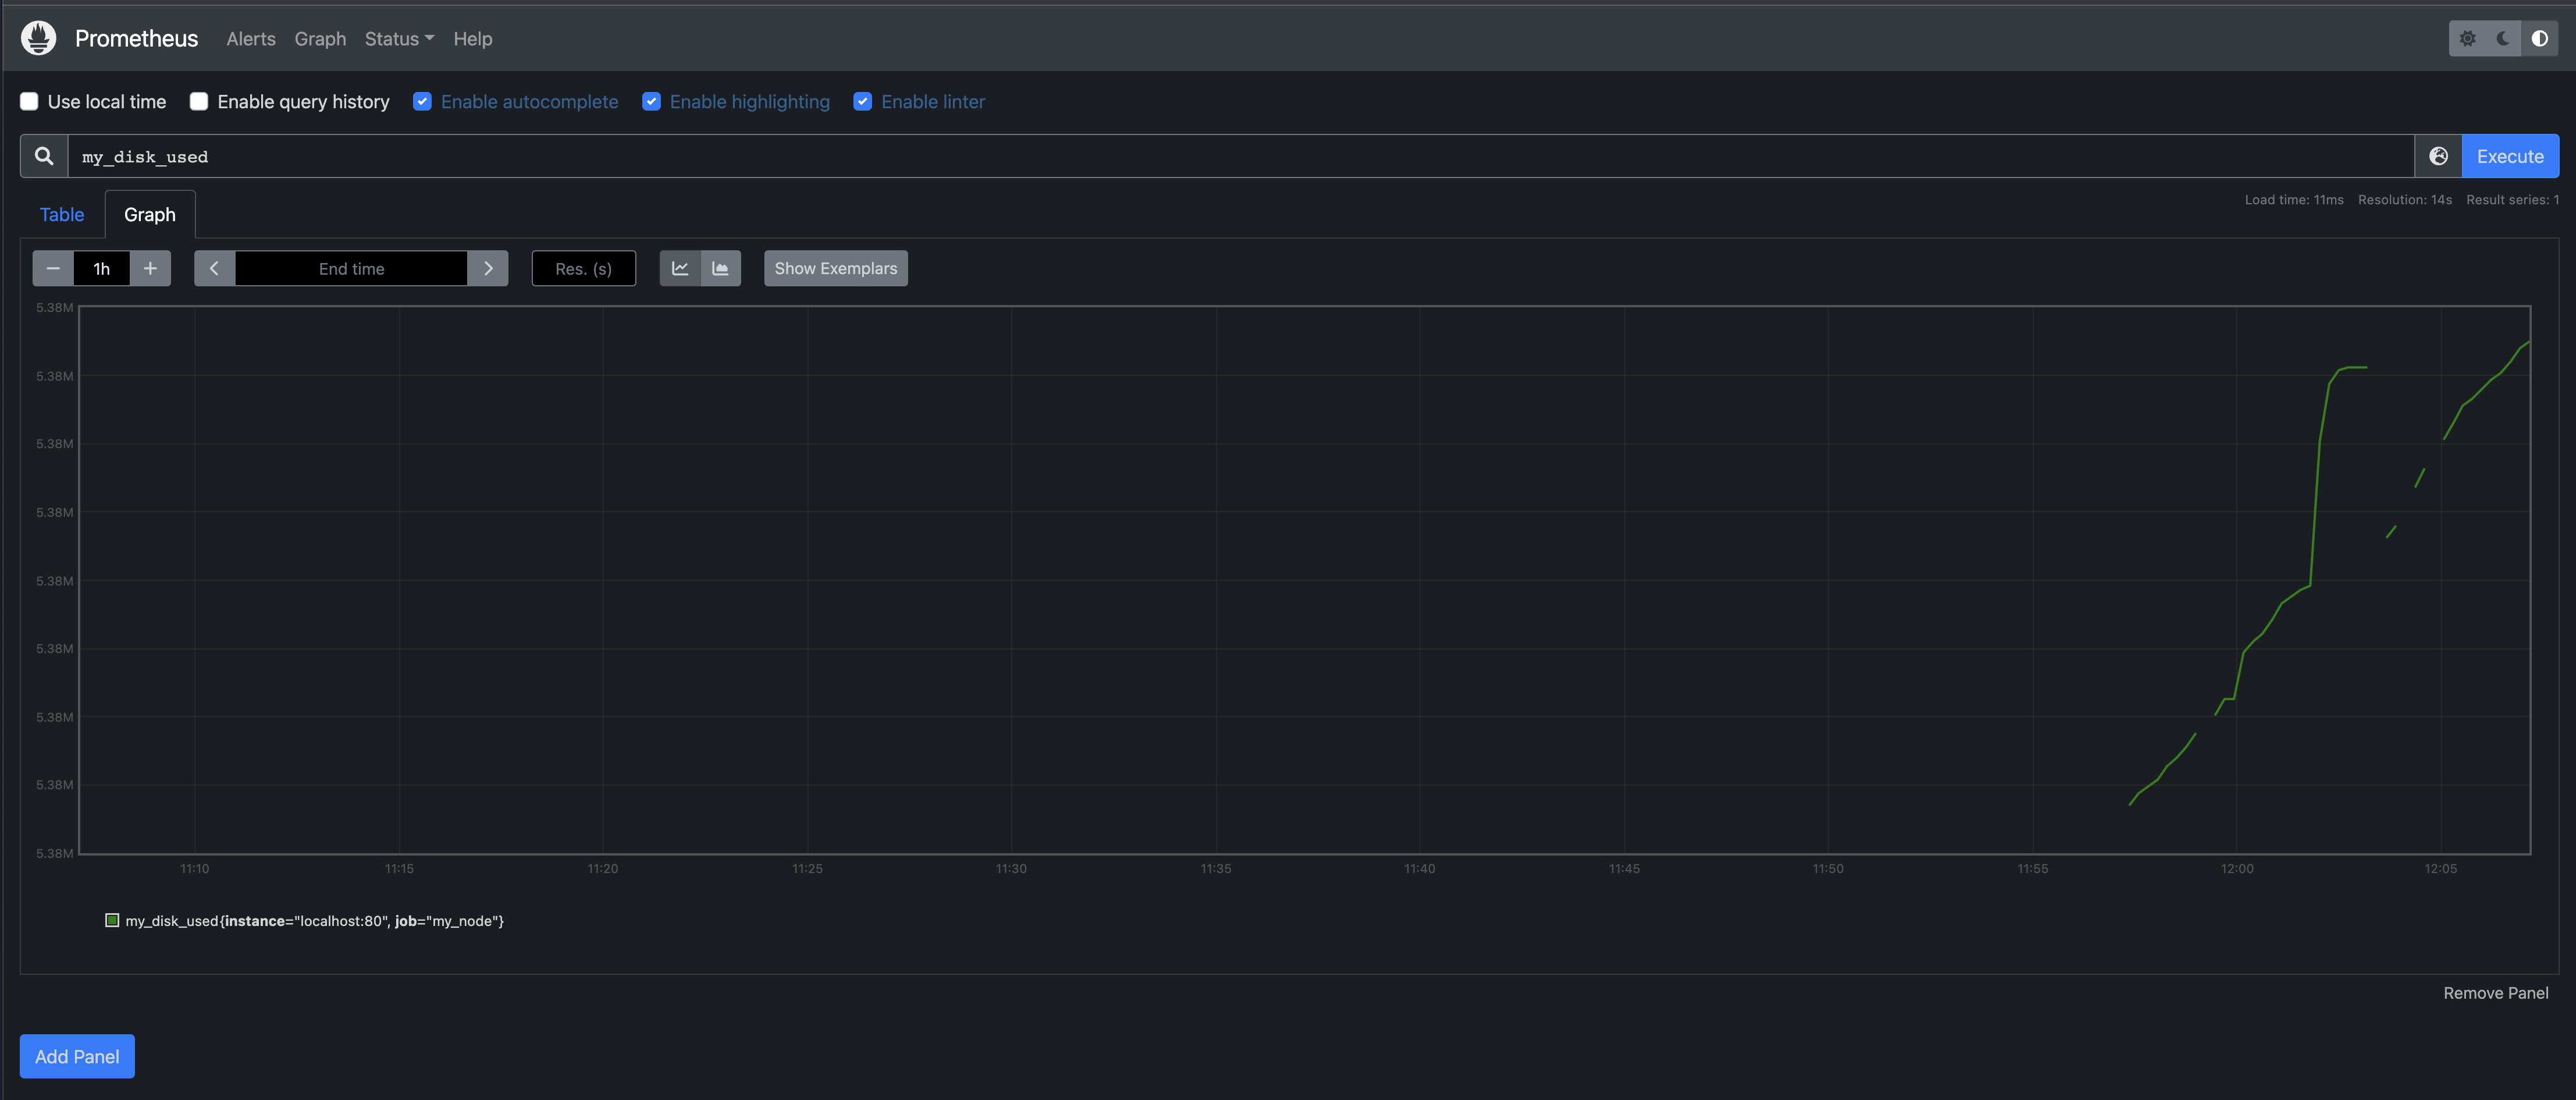 Prometheus Alerts Graph Status Help
Use local time Enable query history Enable autocomplete Enable highlighting Enable linter
my_disk_used Execute
Table Graph Load time: 11ms Resolution: 14s Result series: 1
1h End time Res. (s) Show Exemplars
5.38M
5.38M
5.38M
5.38M
5.38M
5.38M
5.38M
5.38M
5.38M
11:10 11:15 11:20 11:25 11:30 11:35 11:40 11:45 11:50 11:55 12:00 12:05
my_disk_used{instance="localhost:80", job="my_node"}
Remove Panel
Add Panel